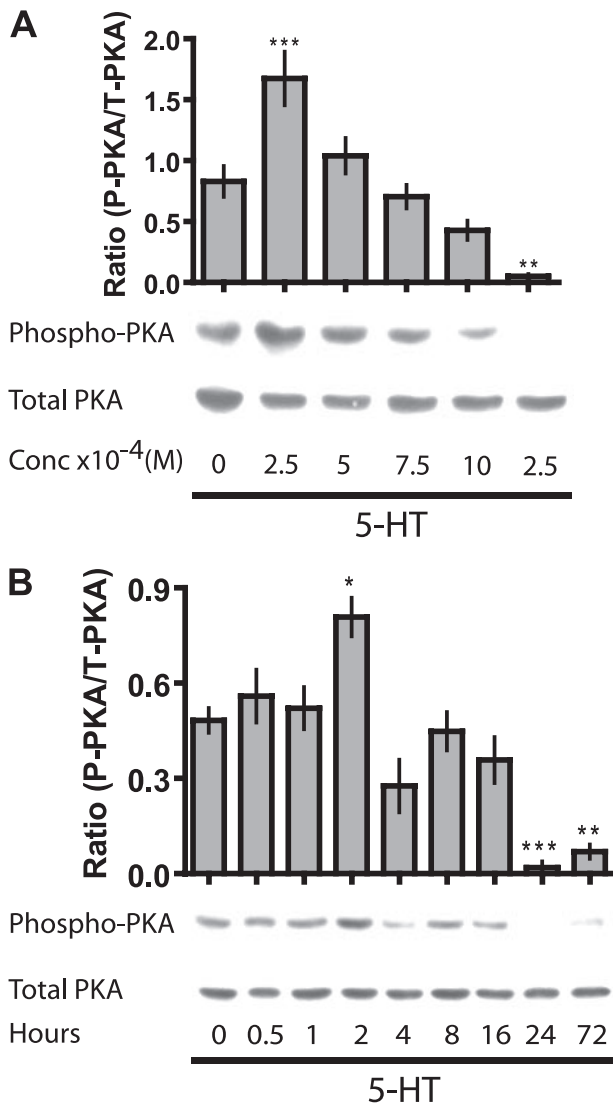 A
Ratio (P-PKA/T-PKA)
2.0
1.5
1.0
0.5
0.0
***
**
Phospho-PKA
Total PKA
Conc x10⁻⁴(M) 0 2.5 5 7.5 10 2.5
5-HT
B
Ratio (P-PKA/T-PKA)
0.9
0.6
0.3
0.0
*
***
**
Phospho-PKA
Total PKA
Hours 0 0.5 1 2 4 8 16 24 72
5-HT